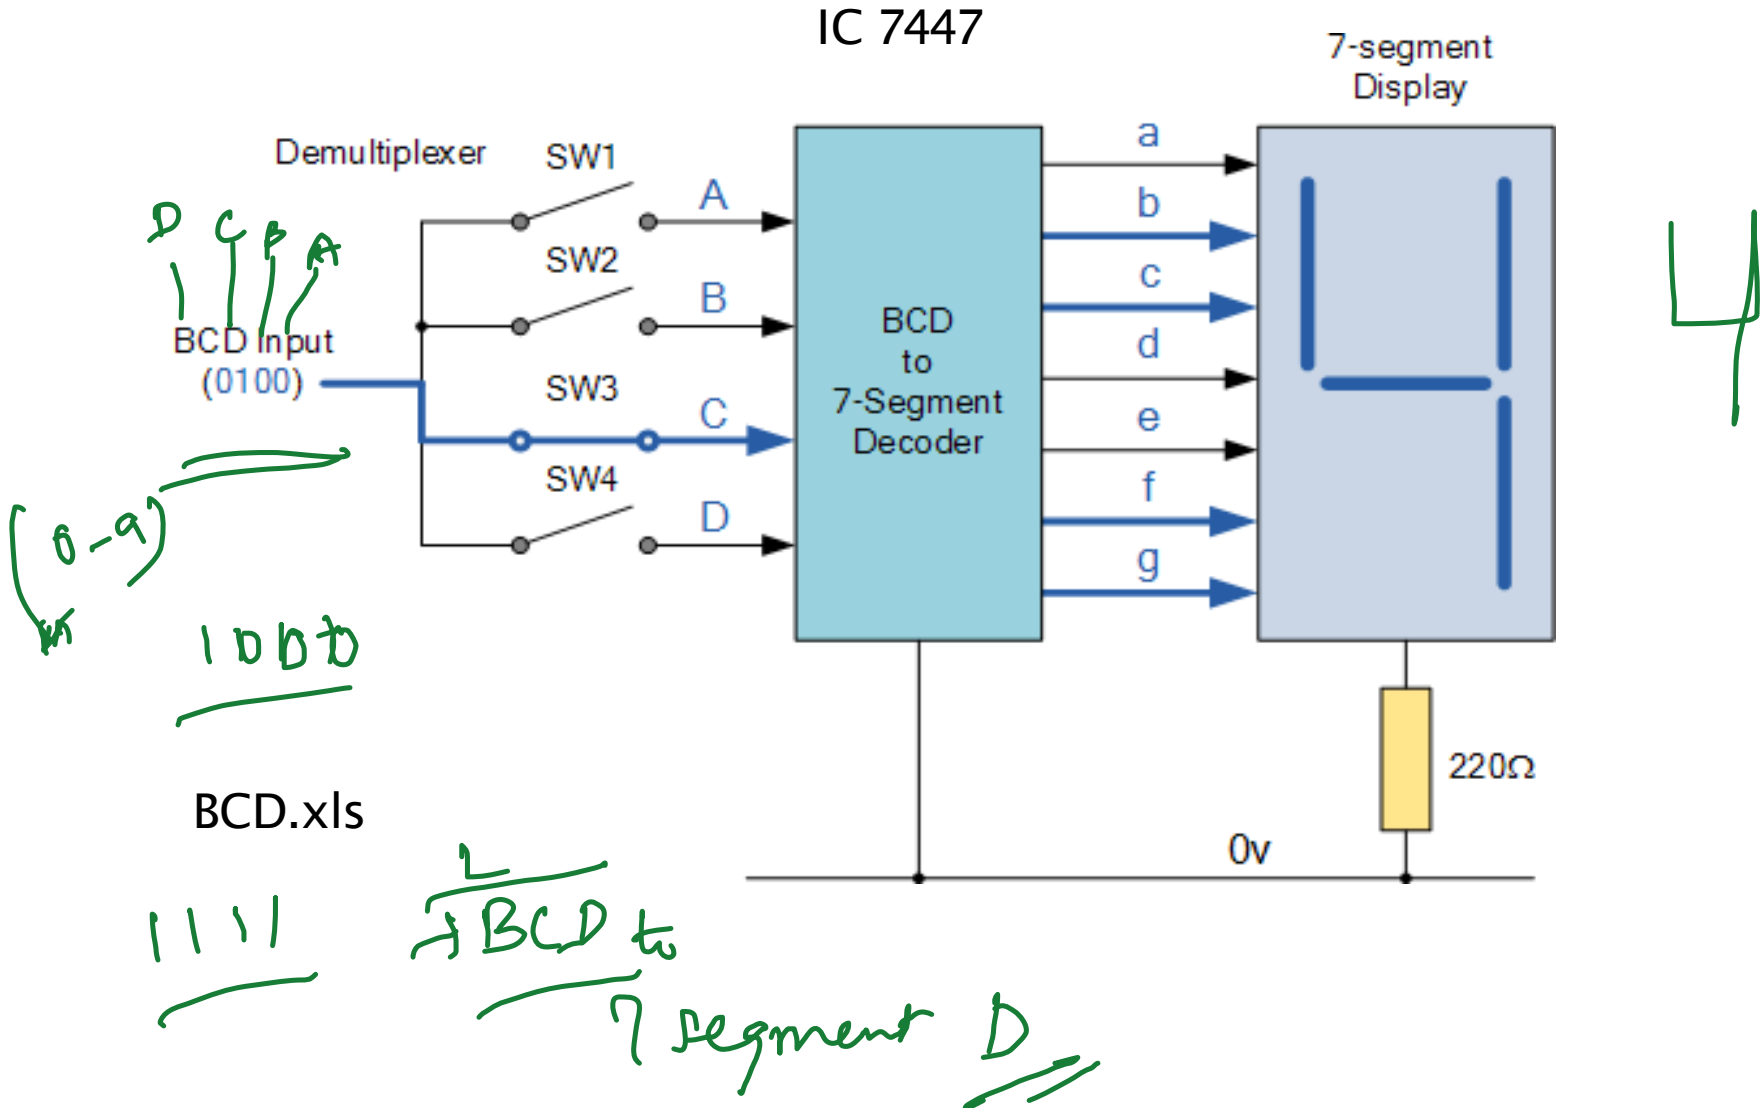 IC 7447
7-segment
Display
Demultiplexer
SW1
A
a
D C B A
SW2
B
b
BCD Input
(0100)
SW3
C
c
BCD
to
7-Segment
Decoder
d
e
SW4
D
f
g
4
(0-9)
1000
220Ω
BCD.xls
0v
1111
BCD to
7 segment D